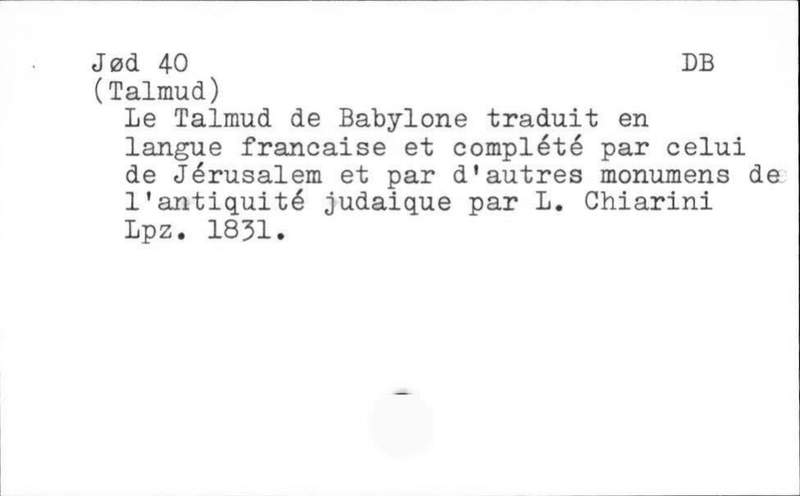 Jød 40 DB
(Talmud)
Le Talmud de Babylone traduit en
langue francaise et complété par celui
de Jérusalem et par d'autres monumens de
l'antiquité judaique par L. Chiarini
Lpz. 1831.